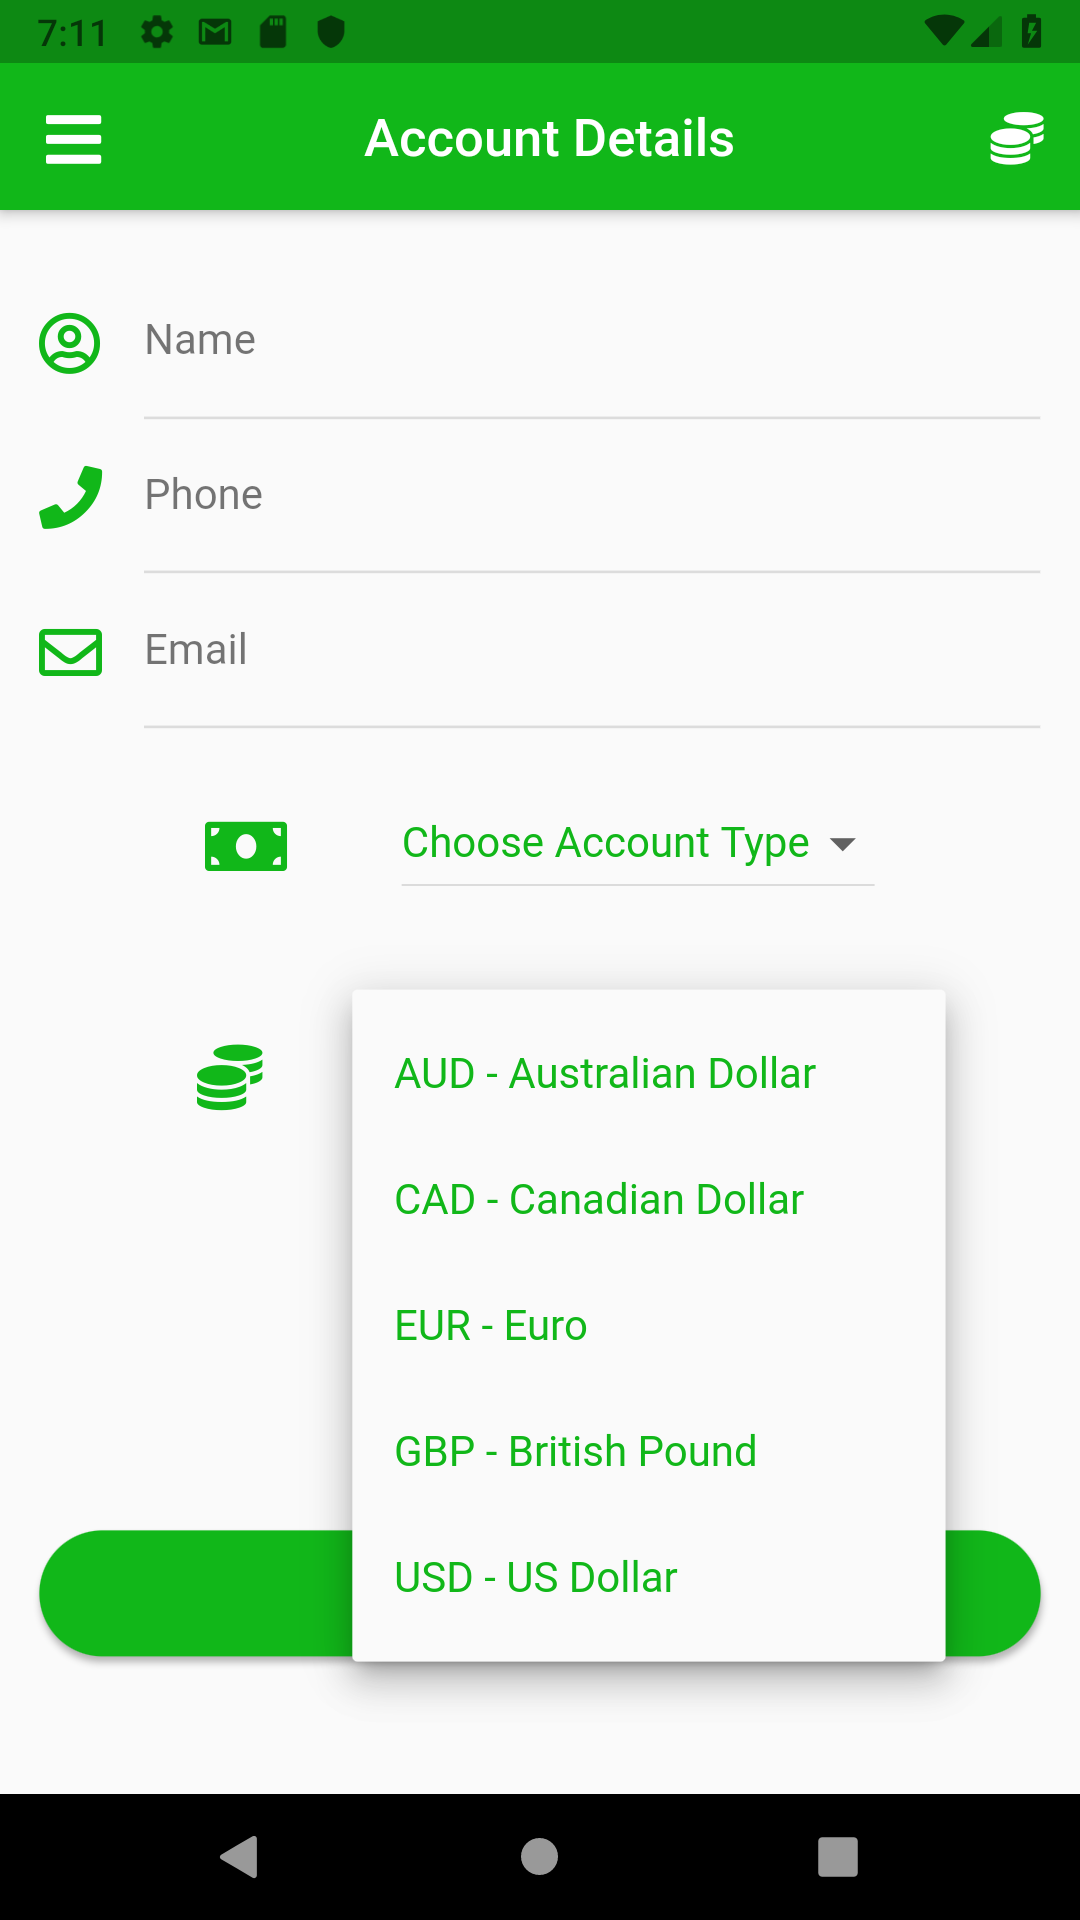 7:11
Account Details
Name
Phone
Email
Choose Account Type
AUD - Australian Dollar
CAD - Canadian Dollar
EUR - Euro
GBP - British Pound
USD - US Dollar